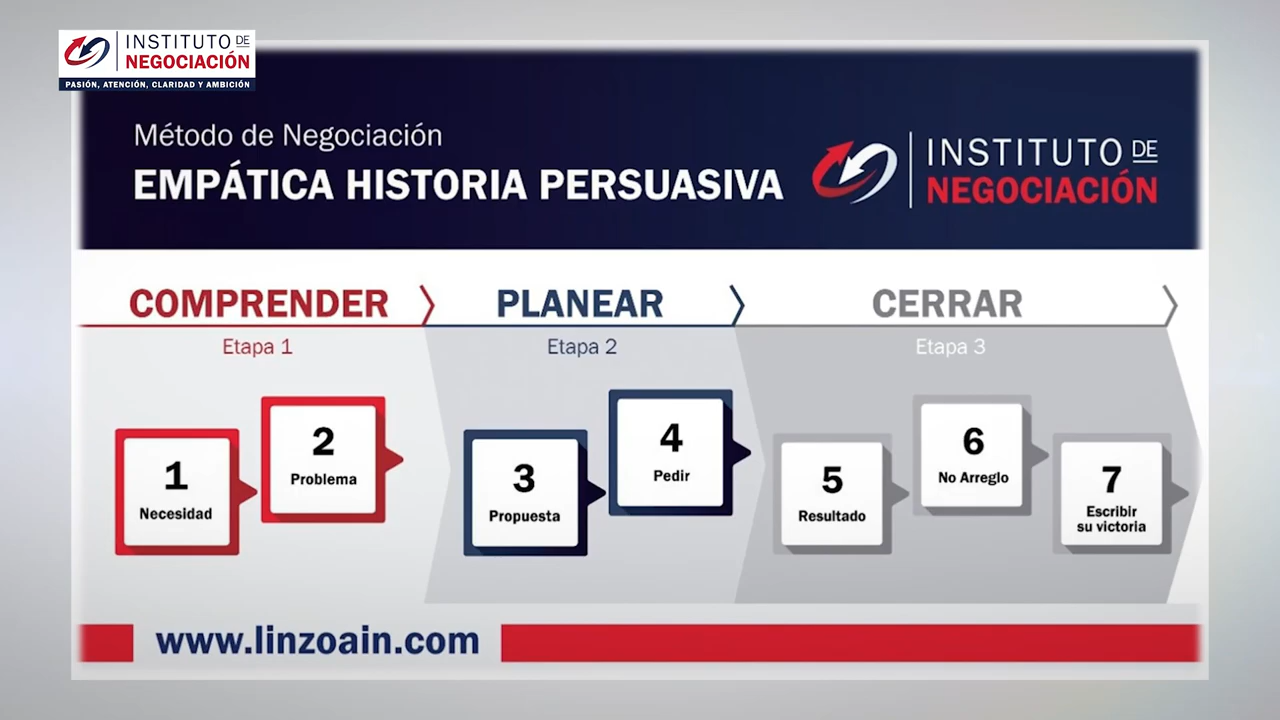 INSTITUTO DE
NEGOCIACIÓN
PASIÓN, ATENCIÓN, CLARIDAD Y AMBICIÓN
Método de Negociación
EMPÁTICA HISTORIA PERSUASIVA
INSTITUTO DE
NEGOCIACIÓN
COMPRENDER
Etapa 1
PLANEAR
Etapa 2
CERRAR
Etapa 3
1
Necesidad
2
Problema
3
Propuesta
4
Pedir
5
Resultado
6
No Arreglo
7
Escribir
su victoria
www.linzoain.com